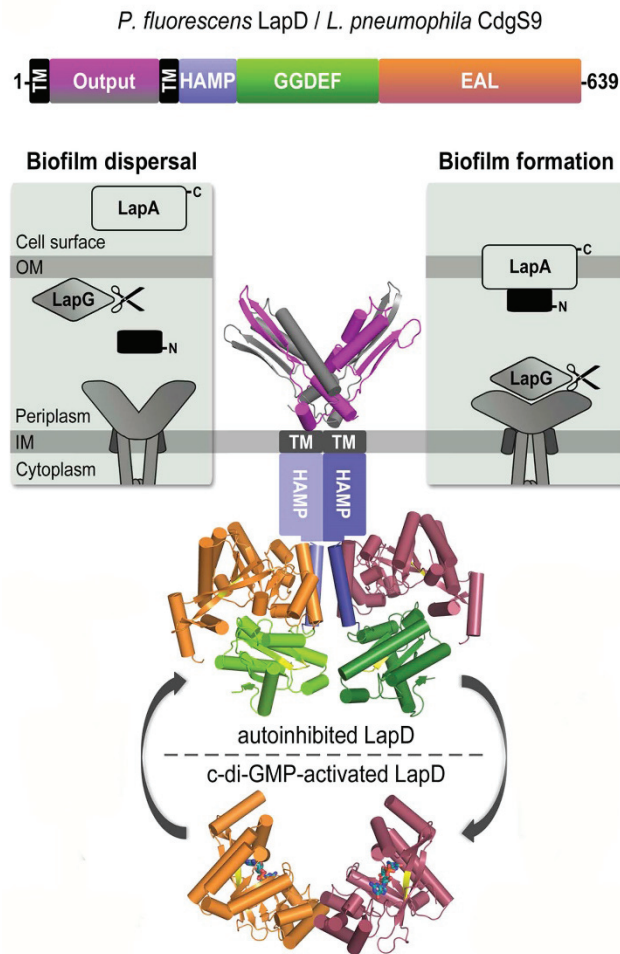 P. fluorescens LapD / L. pneumophila CdgS9
1- TM Output TM HAMP GGDEF EAL -639
Biofilm dispersal
LapA -C
Cell surface
OM
LapG
-N
Periplasm
IM
Cytoplasm
Biofilm formation
C
LapA
-N
LapG
TM TM
HAMP HAMP
autoinhibited LapD
c-di-GMP-activated LapD